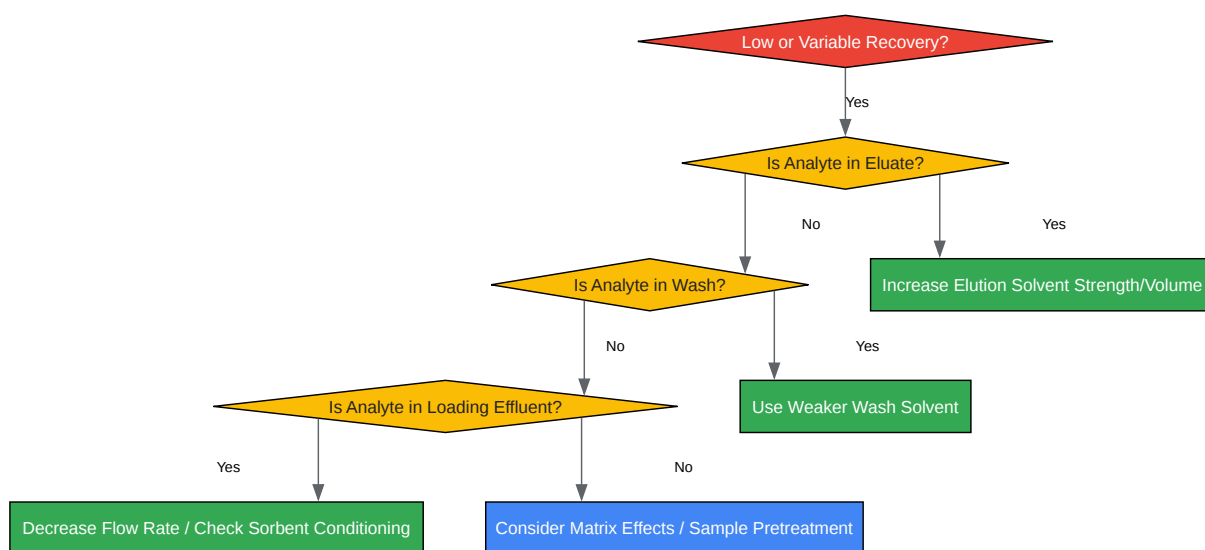 Low or Variable Recovery?
Yes
Is Analyte in Eluate?
No
Yes
Is Analyte in Wash?
Increase Elution Solvent Strength/Volume
No
Yes
Is Analyte in Loading Effluent?
Use Weaker Wash Solvent
Yes
No
Decrease Flow Rate / Check Sorbent Conditioning
Consider Matrix Effects / Sample Pretreatment